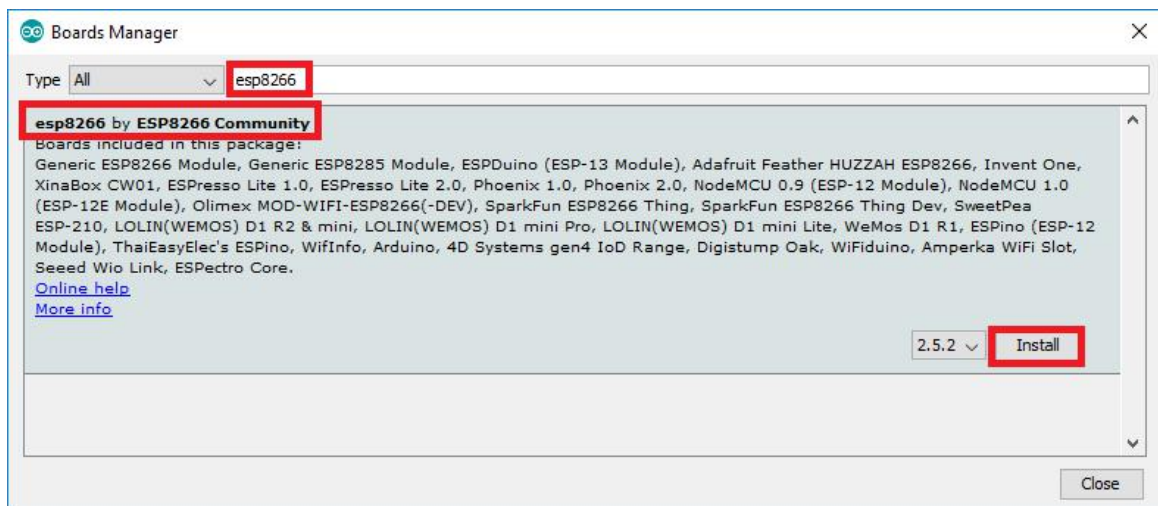 Boards Manager
Type All esp8266
esp8266 by ESP8266 Community
Boards included in this package:
Generic ESP8266 Module, Generic ESP8285 Module, ESPDuino (ESP-13 Module), Adafruit Feather HUZZAH ESP8266, Invent One,
XinaBox CW01, ESPresso Lite 1.0, ESPresso Lite 2.0, Phoenix 1.0, Phoenix 2.0, NodeMCU 0.9 (ESP-12 Module), NodeMCU 1.0
(ESP-12E Module), Olimex MOD-WIFI-ESP8266(-DEV), SparkFun ESP8266 Thing, SparkFun ESP8266 Thing Dev, SweetPea
ESP-210, LOLIN(WEMOS) D1 R2 & mini, LOLIN(WEMOS) D1 mini Pro, LOLIN(WEMOS) D1 mini Lite, WeMos D1 R1, ESPino (ESP-12
Module), ThaiEasyElec's ESPino, WifInfo, Arduino, 4D Systems gen4 IoD Range, Digistump Oak, WiFiduino, Amperka WiFi Slot,
Seeed Wio Link, ESPectro Core.
Online help
More info
2.5.2 Install
Close